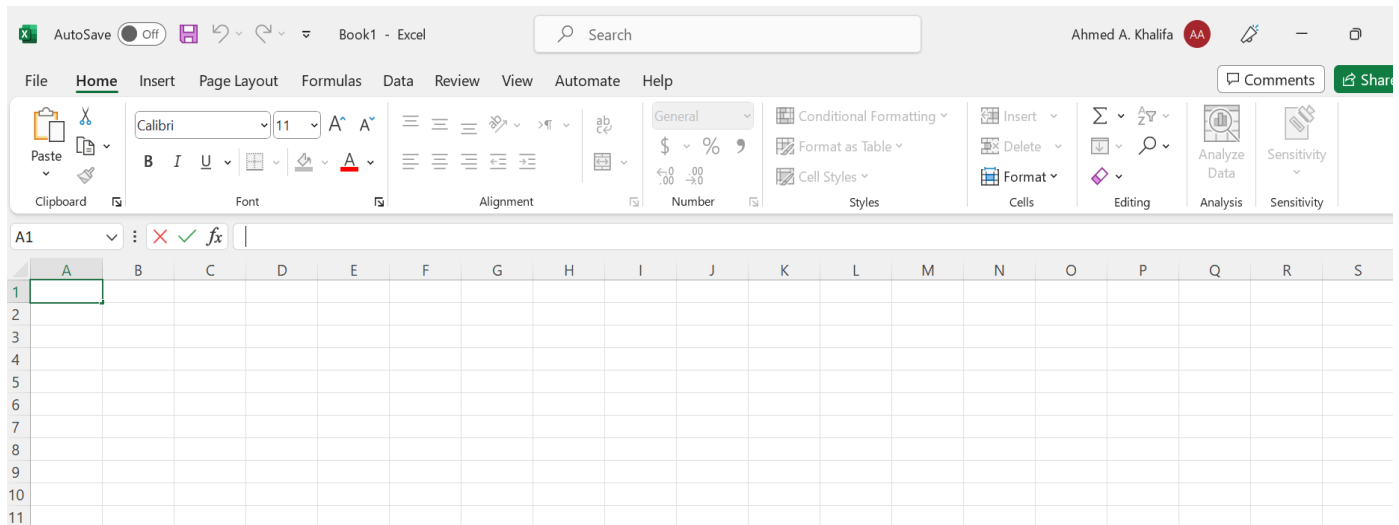 AutoSave Off Book1 - Excel Search Ahmed A. Khalifa AA
File Home Insert Page Layout Formulas Data Review View Automate Help Comments Share
Calibri 11 General Conditional Formatting Insert
Paste B I U A $ % Format as Table Delete Analyze Data Sensitivity
Cell Styles Format
Clipboard Font Alignment Number Styles Cells Editing Analysis Sensitivity
A1 fx
A B C D E F G H I J K L M N O P Q R S
1
2
3
4
5
6
7
8
9
10
11